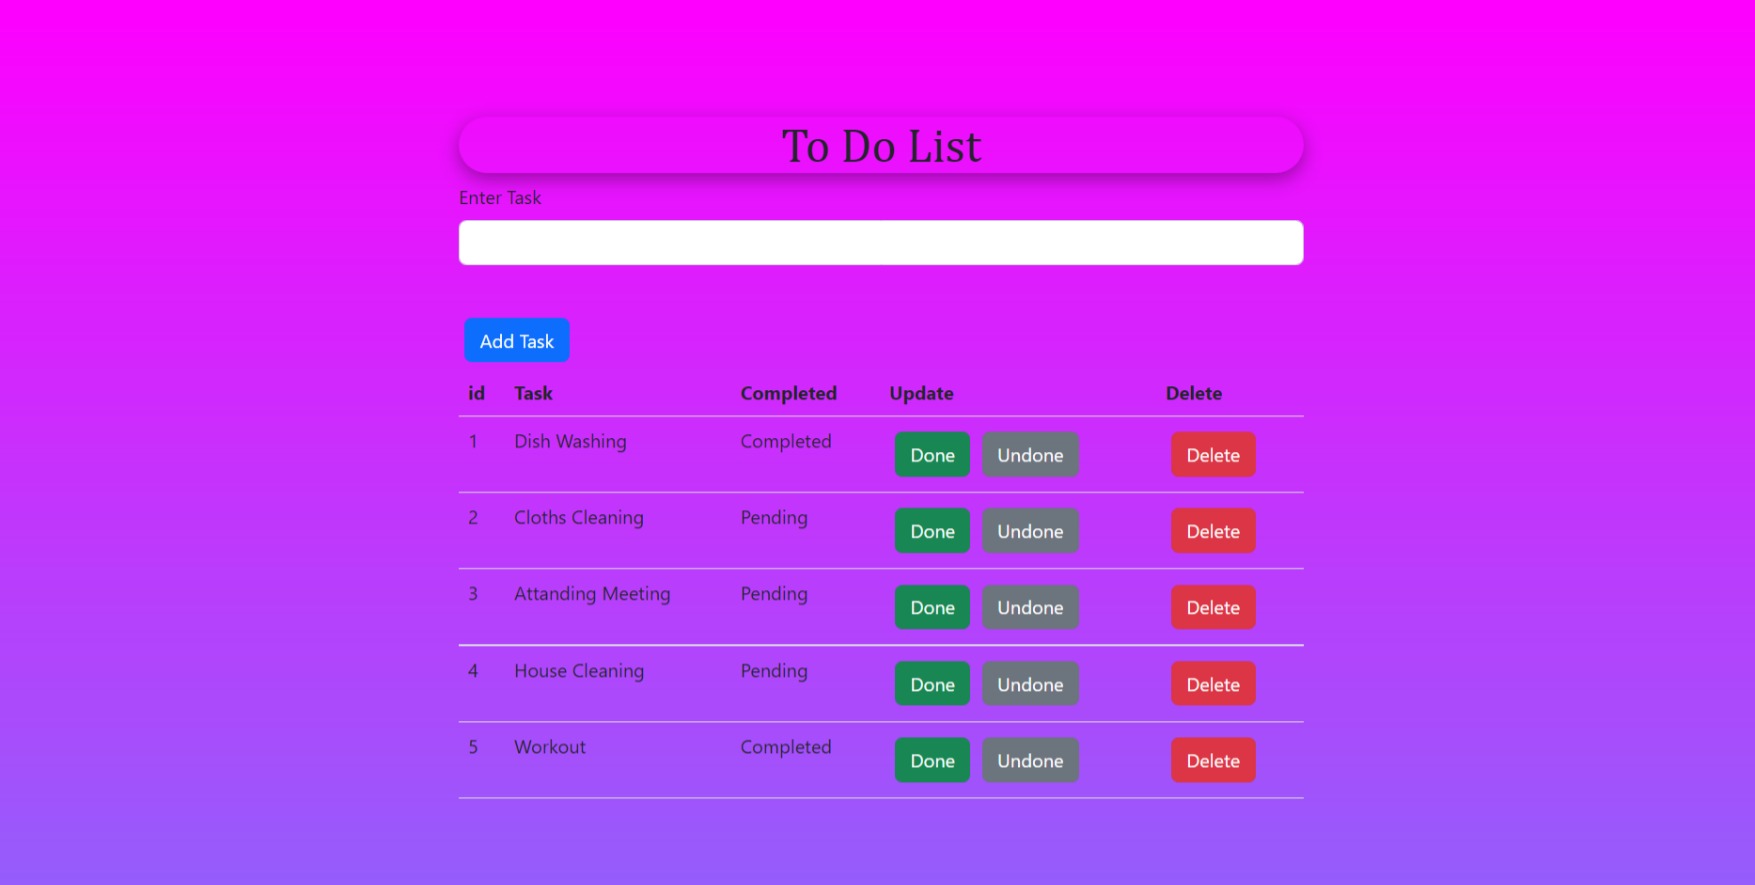 To Do List
Enter Task
Add Task
id Task Completed Update Delete
1 Dish Washing Completed Done Undone Delete
2 Cloths Cleaning Pending Done Undone Delete
3 Attanding Meeting Pending Done Undone Delete
4 House Cleaning Pending Done Undone Delete
5 Workout Completed Done Undone Delete